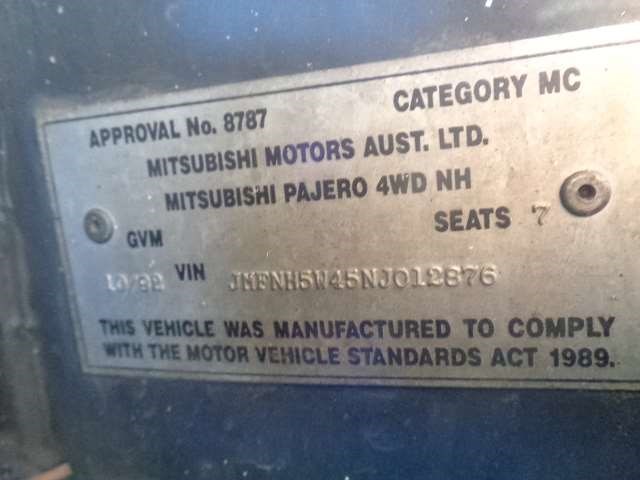 APPROVAL No. 8787 CATEGORY MC
MITSUBISHI MOTORS AUST. LTD.
MITSUBISHI PAJERO 4WD NH
GVM SEATS 7
10/92 VIN JMFNH5W45NJ012876
THIS VEHICLE WAS MANUFACTURED TO COMPLY
WITH THE MOTOR VEHICLE STANDARDS ACT 1989.